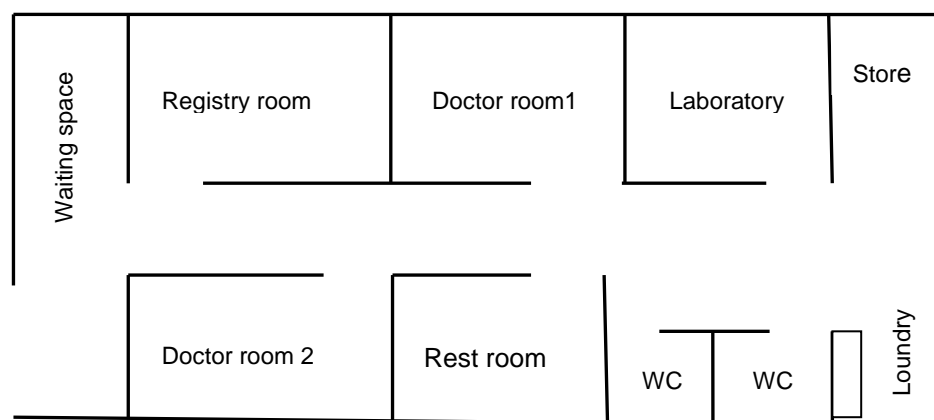 Waiting space
Registry room
Doctor room1
Laboratory
Store
Doctor room 2
Rest room
WC
WC
Loundry